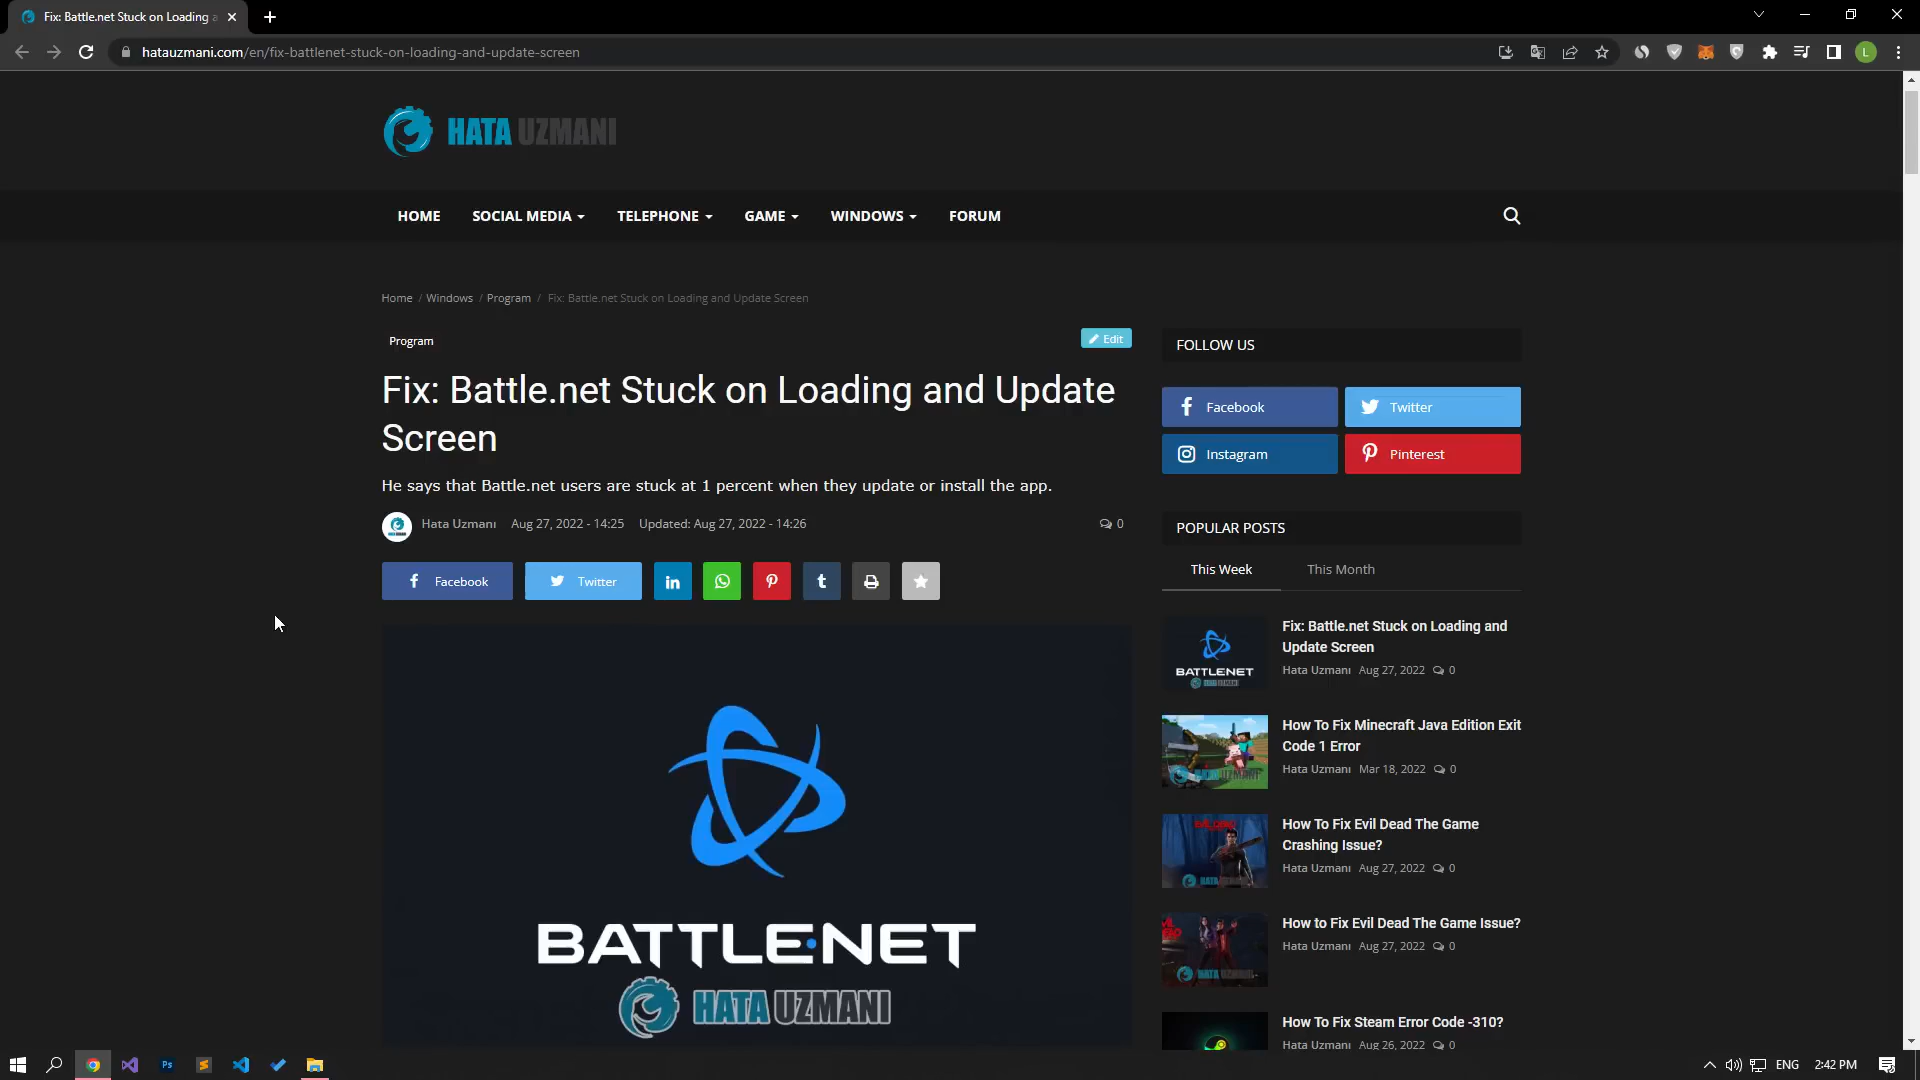 Fix: Battle.net Stuck on Loading a
hatauzmani.com/en/fix-battlenet-stuck-on-loading-and-update-screen
L
HATA UZMANI
HOME
SOCIAL MEDIA
TELEPHONE
GAME
WINDOWS
FORUM
Home / Windows / Program / Fix: Battle.net Stuck on Loading and Update Screen
Program
Edit
Fix: Battle.net Stuck on Loading and Update
Screen
He says that Battle.net users are stuck at 1 percent when they update or install the app.
Hata Uzmanı Aug 27, 2022 - 14:25 Updated: Aug 27, 2022 - 14:26
0
Facebook
Twitter
BATTLE.NET
HATA UZMANI
FOLLOW US
Facebook
Twitter
Instagram
Pinterest
POPULAR POSTS
This Week
This Month
BATTLE.NET
Fix: Battle.net Stuck on Loading and
Update Screen
Hata Uzmanı Aug 27, 2022 0
How To Fix Minecraft Java Edition Exit
Code 1 Error
Hata Uzmanı Mar 18, 2022 0
How To Fix Evil Dead The Game
Crashing Issue?
Hata Uzmanı Aug 27, 2022 0
How to Fix Evil Dead The Game Issue?
Hata Uzmanı Aug 27, 2022 0
How To Fix Steam Error Code -310?
Hata Uzmanı Aug 26, 2022 0
Ps
ENG
2:42 PM